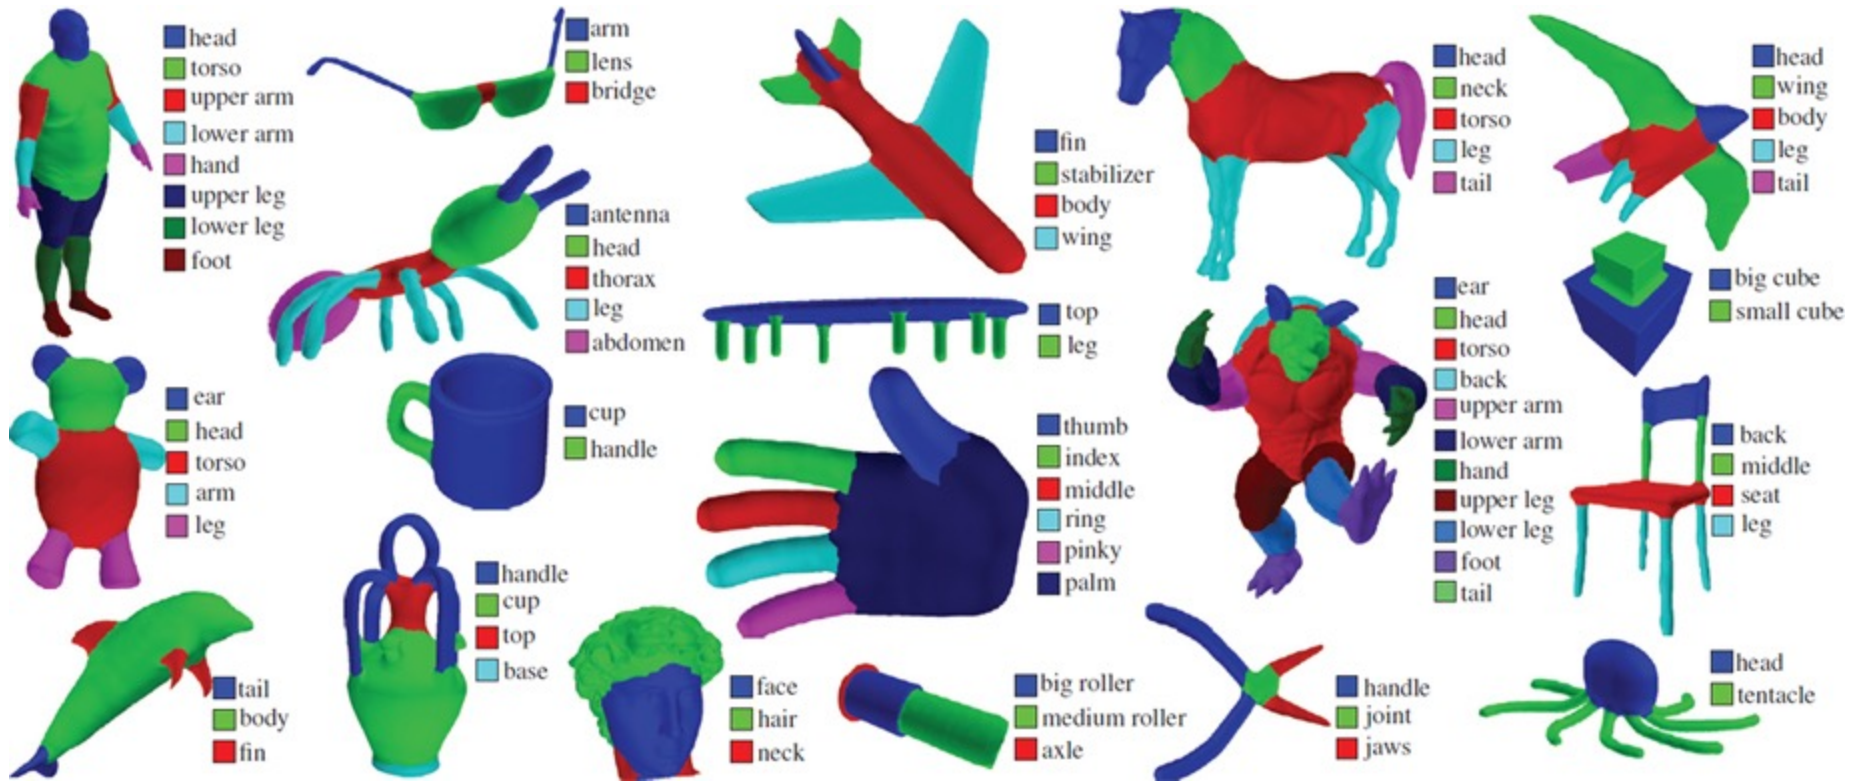 head
torso
upper arm
lower arm
hand
upper leg
lower leg
foot
arm
lens
bridge
antenna
head
thorax
leg
abdomen
fin
stabilizer
body
wing
head
neck
torso
leg
tail
head
wing
body
leg
tail
big cube
small cube
top
leg
ear
head
torso
back
upper arm
lower arm
hand
upper leg
lower leg
foot
tail
ear
head
torso
arm
leg
cup
handle
thumb
index
middle
ring
pinky
palm
back
middle
seat
leg
tail
body
fin
handle
cup
top
base
face
hair
neck
big roller
medium roller
axle
handle
joint
jaws
head
tentacle